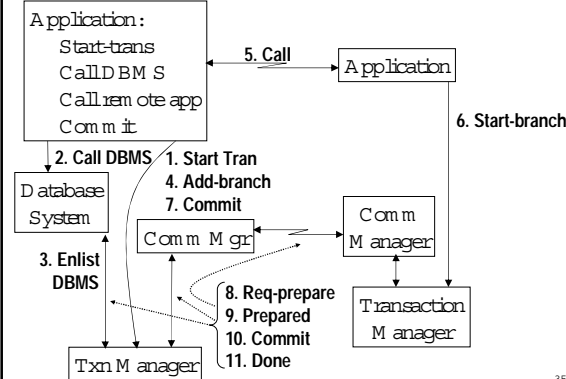 Application:
Start-trans
Call DBMS
Call remote app
Commit
5. Call
Application
6. Start-branch
2. Call DBMS
1. Start Tran
4. Add-branch
7. Commit
Database
System
Comm Mgr
Comm
Manager
3. Enlist
DBMS
8. Req-prepare
9. Prepared
10. Commit
11. Done
Transaction
Manager
Txn Manager
35